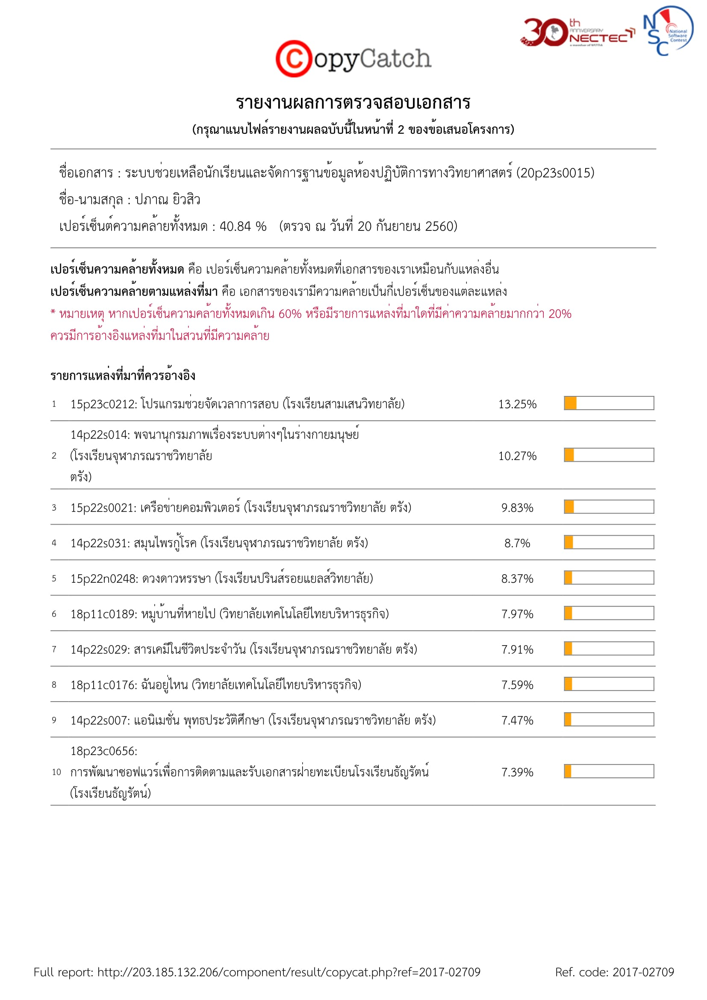 30th
ANNIVERSARY
NECTEC
a member of NSTDA
NSC
National
Software
Contest
CopyCatch
รายงานผลการตรวจสอบเอกสาร
(กรุณาแนบไฟล์รายงานผลฉบับนี้ในหน้าที่ 2 ของข้อเสนอโครงการ)
ชื่อเอกสาร : ระบบช่วยเหลือนักเรียนและจัดการฐานข้อมูลห้องปฏิบัติการทางวิทยาศาสตร์ (20p23s0015)
ชื่อ-นามสกุล : ปภาณ ยิวสิว
เปอร์เซ็นต์ความคล้ายทั้งหมด : 40.84 % (ตรวจ ณ วันที่ 20 กันยายน 2560)
เปอร์เซ็นความคล้ายทั้งหมด คือ เปอร์เซ็นความคล้ายทั้งหมดที่เอกสารของเราเหมือนกับแหล่งอื่น
เปอร์เซ็นความคล้ายตามแหล่งที่มา คือ เอกสารของเรามีความคล้ายเป็นกี่เปอร์เซ็นของแต่ละแหล่ง
* หมายเหตุ หากเปอร์เซ็นความคล้ายทั้งหมดเกิน 60% หรือมีรายการแหล่งที่มาใดที่มีค่าความคล้ายมากกว่า 20%
ควรมีการอ้างอิงแหล่งที่มาในส่วนที่มีความคล้าย
รายการแหล่งที่มาที่ควรอ้างอิง
1 15p23c0212: โปรแกรมช่วยจัดเวลาการสอบ (โรงเรียนสามเสนวิทยาลัย) 13.25%
14p22s014: พจนานุกรมภาพเรื่องระบบต่างๆในร่างกายมนุษย์
2 (โรงเรียนจุฬาภรณราชวิทยาลัย 10.27%
ตรัง)
3 15p22s0021: เครือข่ายคอมพิวเตอร์ (โรงเรียนจุฬาภรณราชวิทยาลัย ตรัง) 9.83%
4 14p22s031: สมุนไพรกู้โรค (โรงเรียนจุฬาภรณราชวิทยาลัย ตรัง) 8.7%
5 15p22n0248: ดวงดาวหรรษา (โรงเรียนปรินส์รอยแยลส์วิทยาลัย) 8.37%
6 18p11c0189: หมู่บ้านที่หายไป (วิทยาลัยเทคโนโลยีไทยบริหารธุรกิจ) 7.97%
7 14p22s029: สารเคมีในชีวิตประจำวัน (โรงเรียนจุฬาภรณราชวิทยาลัย ตรัง) 7.91%
8 18p11c0176: ฉันอยู่ไหน (วิทยาลัยเทคโนโลยีไทยบริหารธุรกิจ) 7.59%
9 14p22s007: แอนิเมชั่น พุทธประวัติศึกษา (โรงเรียนจุฬาภรณราชวิทยาลัย ตรัง) 7.47%
18p23c0656:
10 การพัฒนาซอฟแวร์เพื่อการติดตามและรับเอกสารฝ่ายทะเบียนโรงเรียนธัญรัตน์ 7.39%
(โรงเรียนธัญรัตน์)
Full report: http://203.185.132.206/component/result/copycat.php?ref=2017-02709 Ref. code: 2017-02709